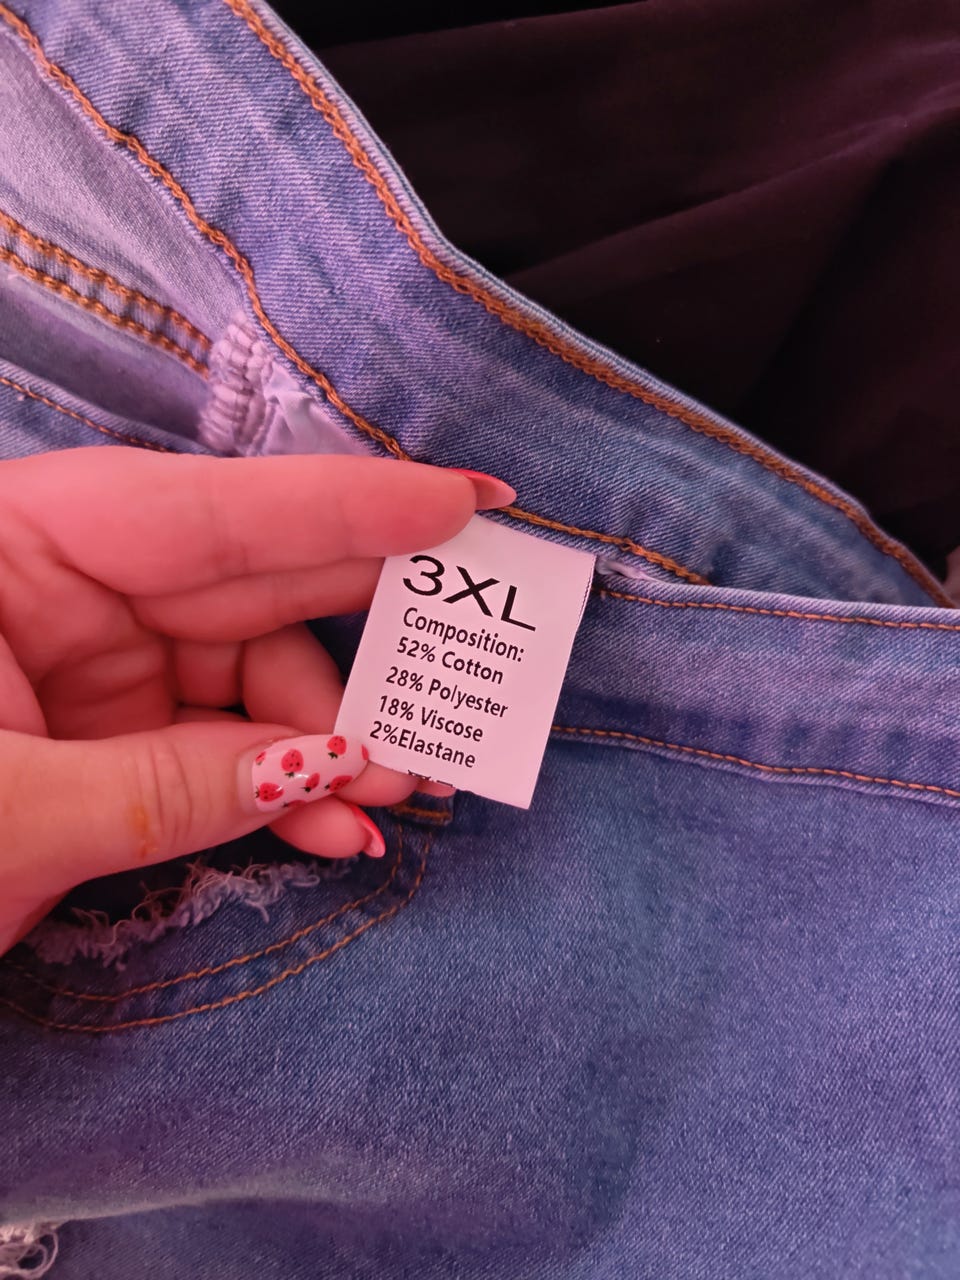 3XL
Composition:
52% Cotton
28% Polyester
18% Viscose
2%Elastane